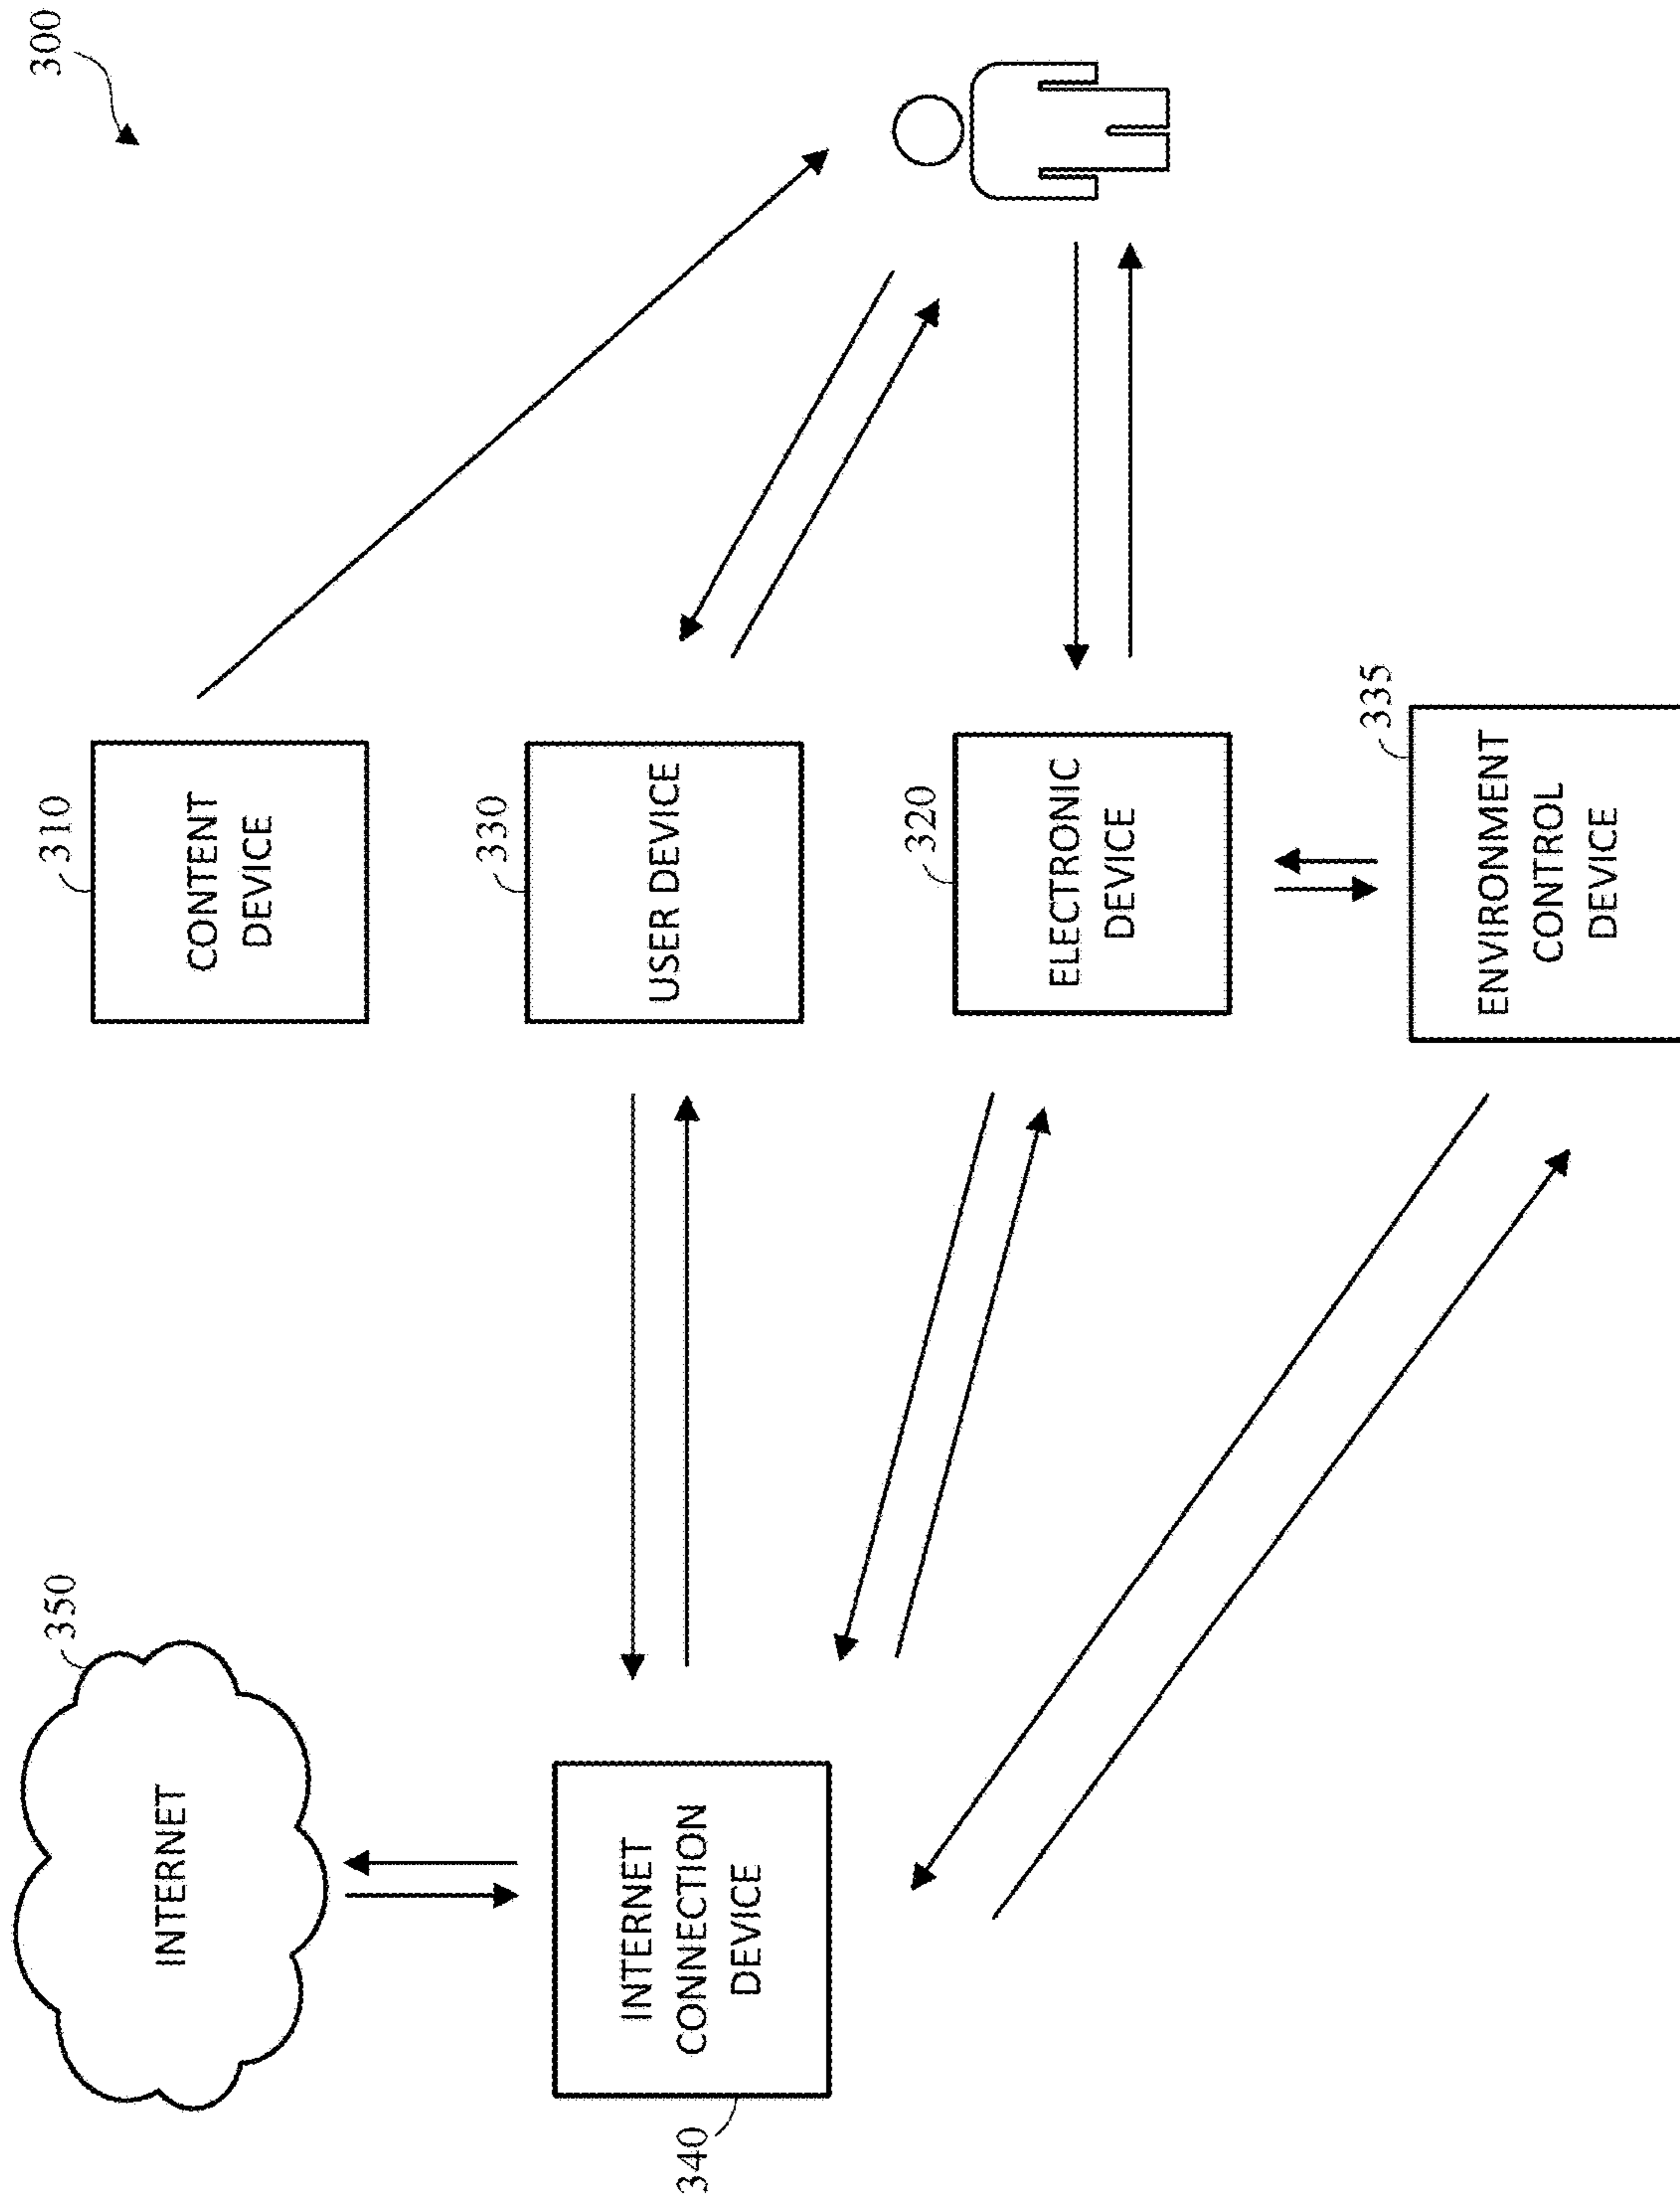 300
350
INTERNET
340
INTERNET
CONNECTION
DEVICE
310
CONTENT
DEVICE
330
USER DEVICE
320
ELECTRONIC
DEVICE
335
ENVIRONMENT
CONTROL
DEVICE